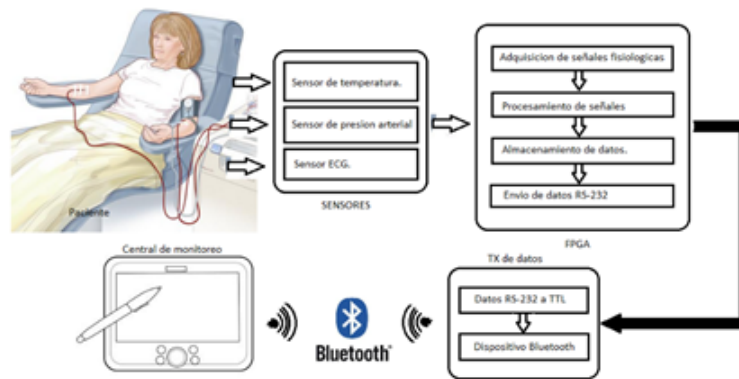 Paciente
Sensor de temperatura.
Sensor de presion arterial
Sensor ECG.
SENSORES
Adquisicion de señales fisiologicas
Procesamiento de señales
Almacenamiento de datos.
Envio de datos RS-232
FPGA
TX de datos
Datos RS-232 a TTL
Dispositivo Bluetooth
Bluetooth®
Central de monitoreo